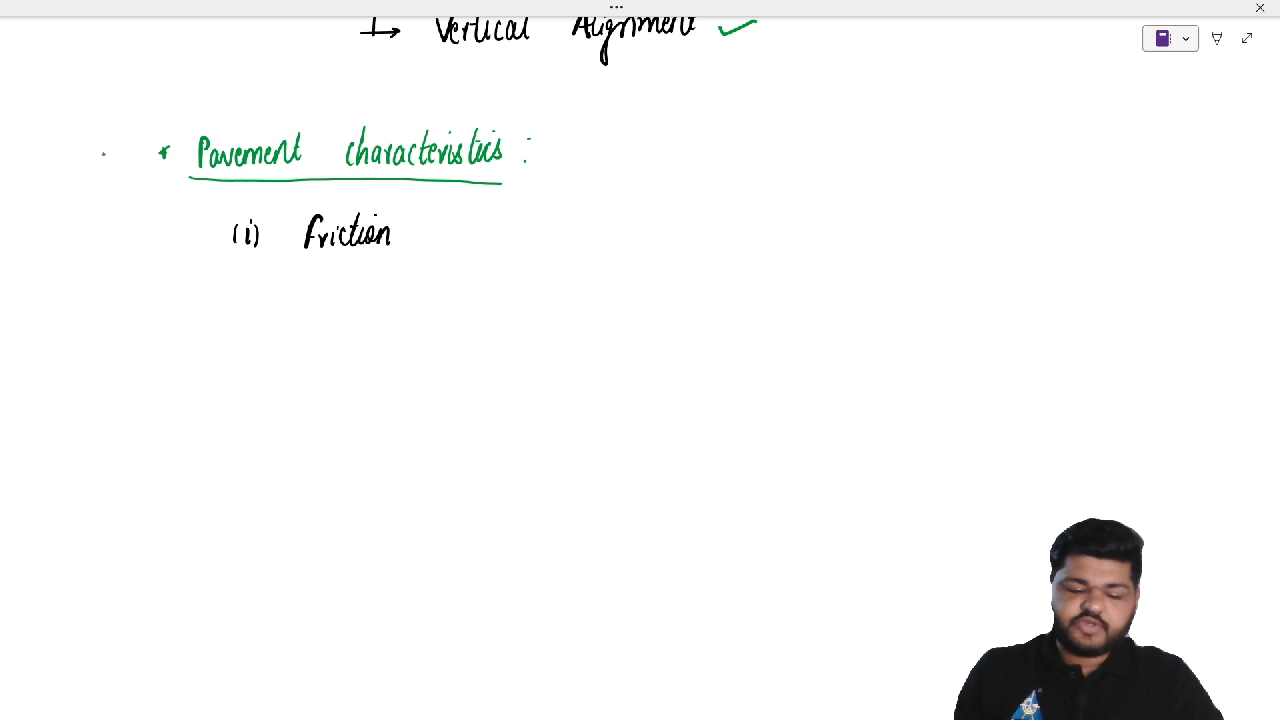 ↳ Vertical Alignment ✓
* Pavement characteristics :
(i) Friction